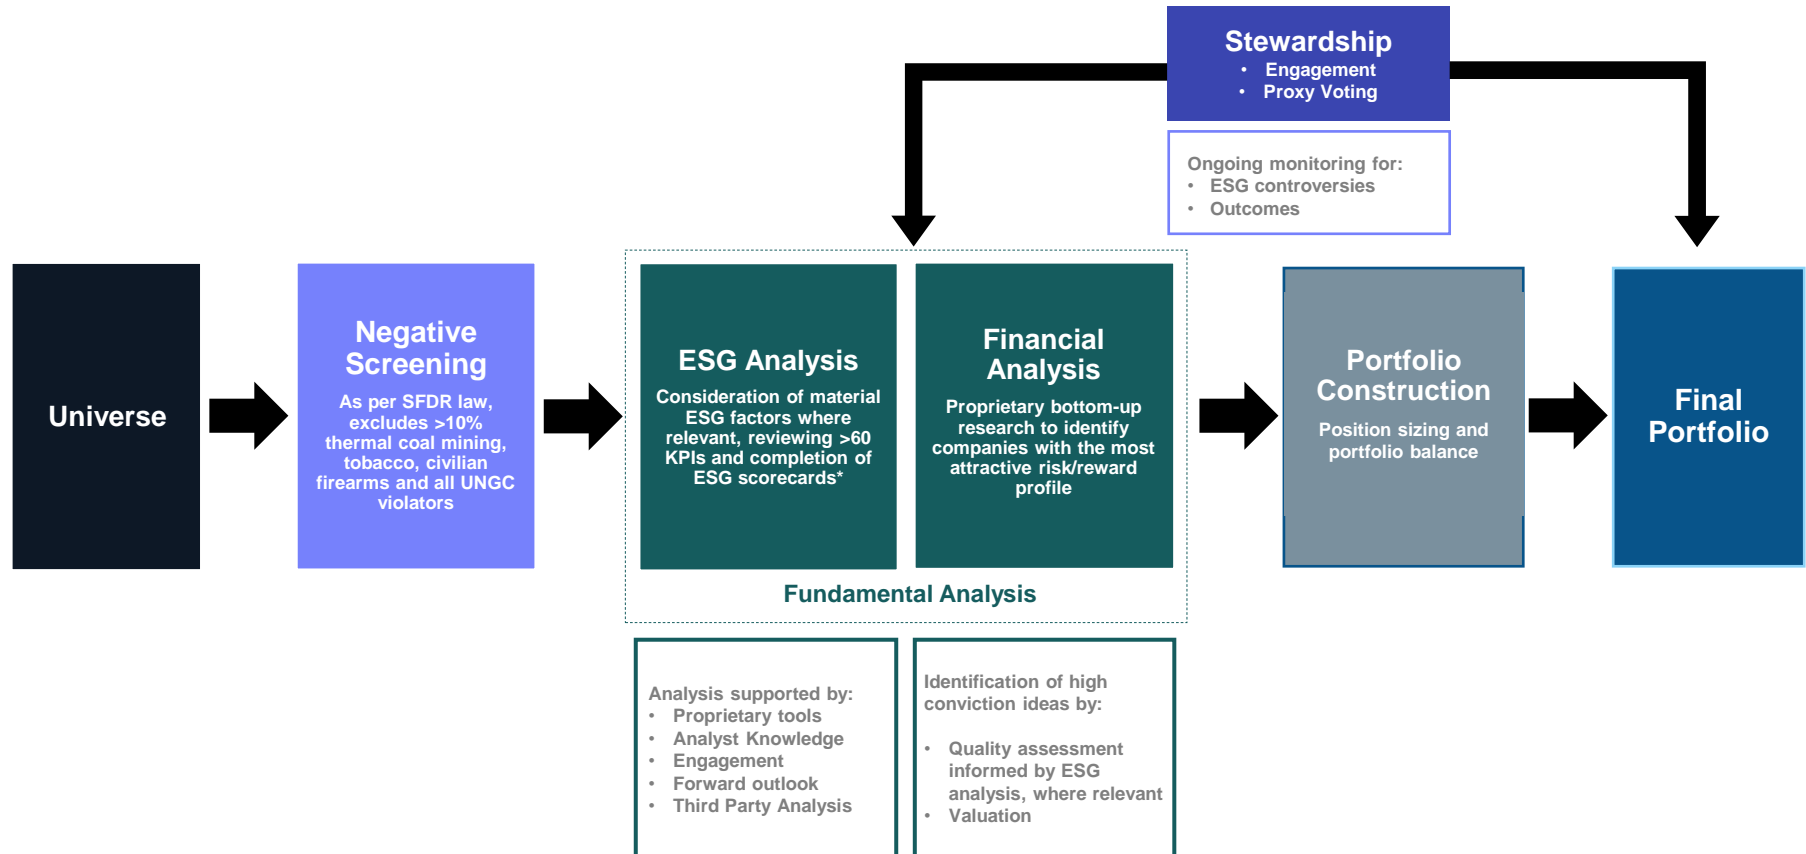 Stewardship
• Engagement
• Proxy Voting
Ongoing monitoring for:
• ESG controversies
• Outcomes
Universe
Negative
Screening
As per SFDR law,
excludes >10%
thermal coal mining,
tobacco, civilian
firearms and all UNGC
violators
ESG Analysis
Consideration of material
ESG factors where
relevant, reviewing >60
KPIs and completion of
ESG scorecards*
Financial
Analysis
Proprietary bottom-up
research to identify
companies with the most
attractive risk/reward
profile
Fundamental Analysis
Portfolio
Construction
Position sizing and
portfolio balance
Final
Portfolio
Analysis supported by:
• Proprietary tools
• Analyst Knowledge
• Engagement
• Forward outlook
• Third Party Analysis
Identification of high
conviction ideas by:
• Quality assessment
informed by ESG
analysis, where relevant
• Valuation